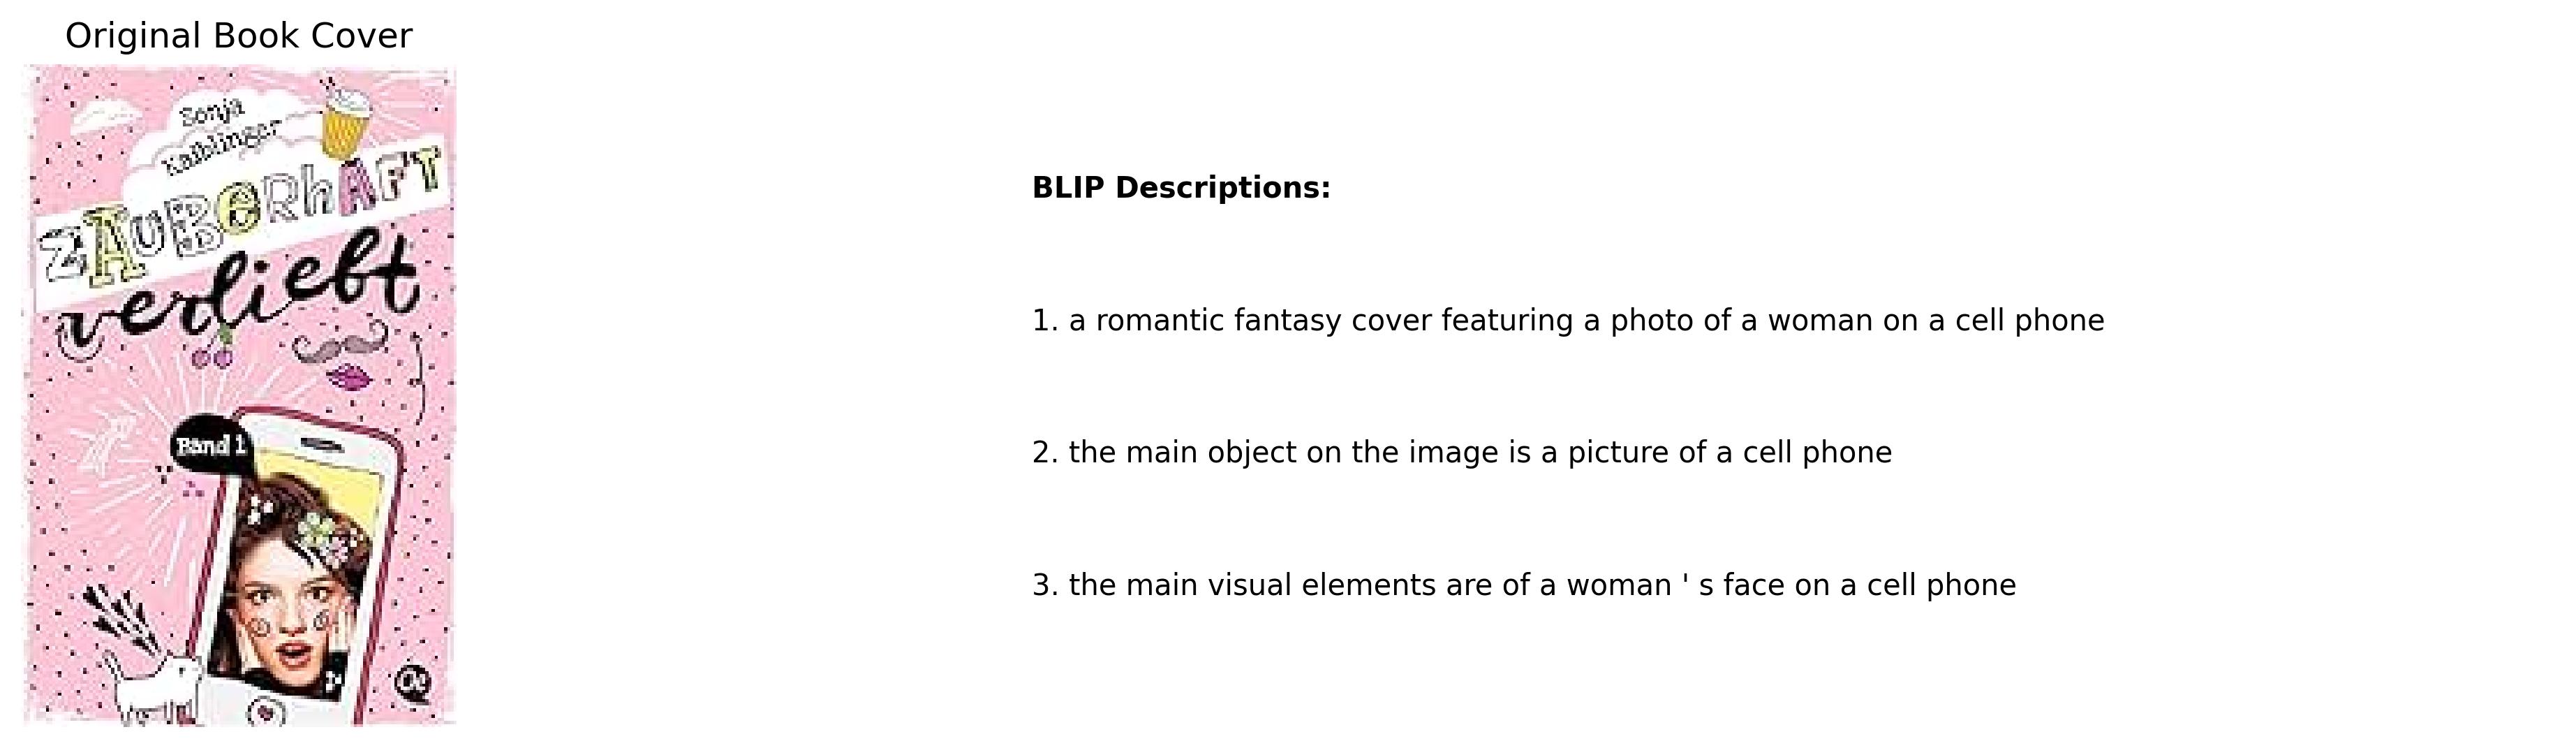 Original Book Cover
Sonja
Kaiblinger
ZAUBERhAFT
verliebt
Band 1
BLIP Descriptions:
1. a romantic fantasy cover featuring a photo of a woman on a cell phone
2. the main object on the image is a picture of a cell phone
3. the main visual elements are of a woman ' s face on a cell phone